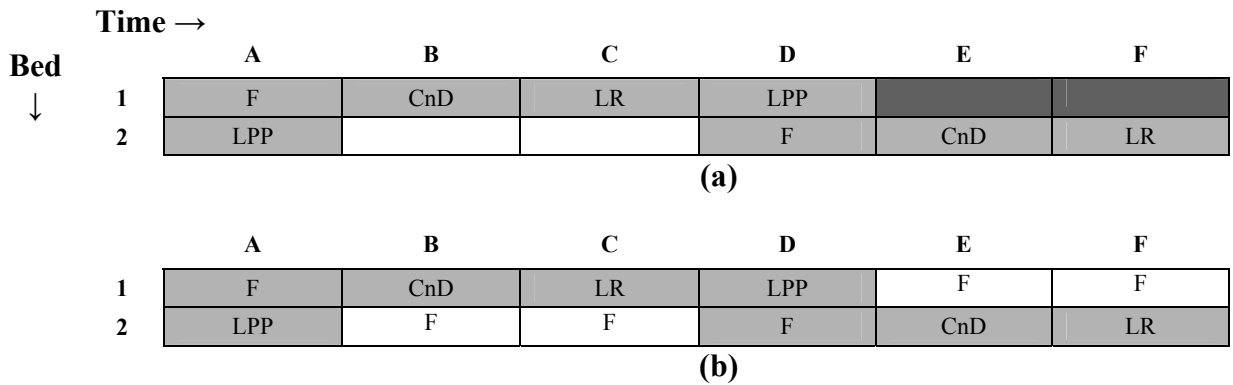 Time →
A B C D E F
Bed
↓
1 F CnD LR LPP
2 LPP F CnD LR
(a)
A B C D E F
1 F CnD LR LPP F F
2 LPP F F F CnD LR
(b)